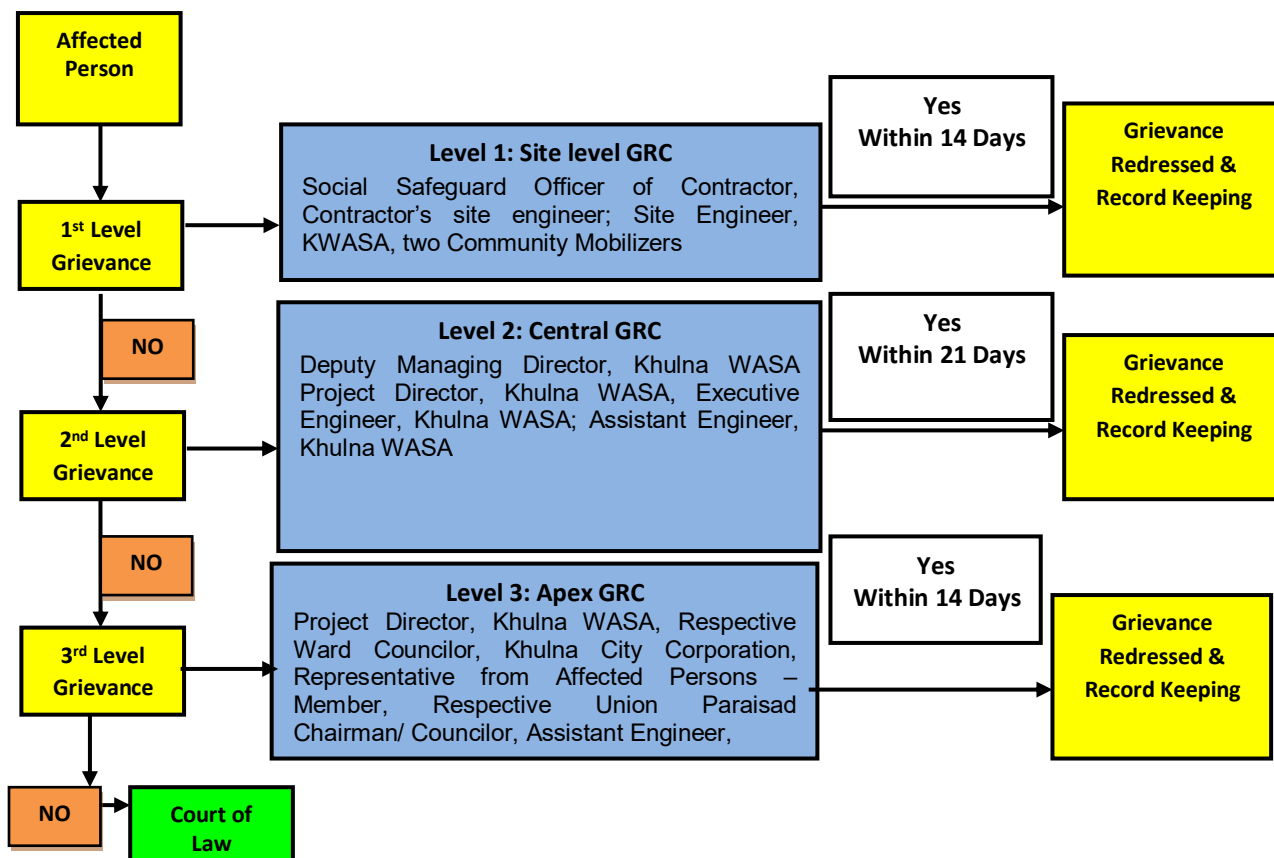 Affected
Person
1st Level
Grievance
Level 1: Site level GRC
Social Safeguard Officer of Contractor,
Contractor's site engineer; Site Engineer,
KWASA, two Community Mobilizers
Yes
Within 14 Days
Grievance
Redressed &
Record Keeping
NO
2nd Level
Grievance
Level 2: Central GRC
Deputy Managing Director, Khulna WASA
Project Director, Khulna WASA, Executive
Engineer, Khulna WASA; Assistant Engineer,
Khulna WASA
Yes
Within 21 Days
Grievance
Redressed &
Record Keeping
NO
3rd Level
Grievance
Level 3: Apex GRC
Project Director, Khulna WASA, Respective
Ward Councilor, Khulna City Corporation,
Representative from Affected Persons –
Member, Respective Union Paraisad
Chairman/ Councilor, Assistant Engineer,
Yes
Within 14 Days
Grievance
Redressed &
Record Keeping
NO
Court of
Law